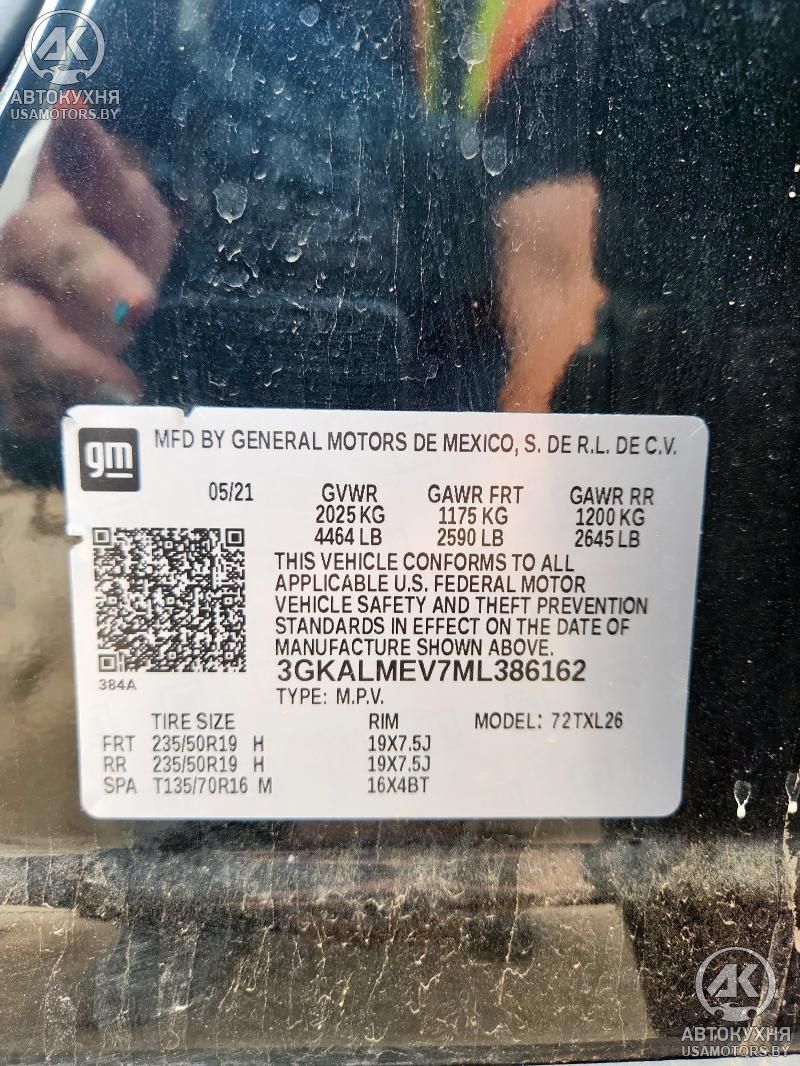 AK
АВТОКУХНЯ
USAMOTORS.BY
gm MFD BY GENERAL MOTORS DE MEXICO, S. DE R.L. DE C.V.
05/21 GVWR GAWR FRT GAWR RR
2025 KG 1175 KG 1200 KG
4464 LB 2590 LB 2645 LB
THIS VEHICLE CONFORMS TO ALL
APPLICABLE U.S. FEDERAL MOTOR
VEHICLE SAFETY AND THEFT PREVENTION
STANDARDS IN EFFECT ON THE DATE OF
MANUFACTURE SHOWN ABOVE.
3GKALMEV7ML386162
384A
TYPE: M.P.V.
TIRE SIZE RIM MODEL: 72TXL26
FRT 235/50R19 H 19X7.5J
RR 235/50R19 H 19X7.5J
SPA T135/70R16 M 16X4BT
AK
АВТОКУХНЯ
USAMOTORS.BY